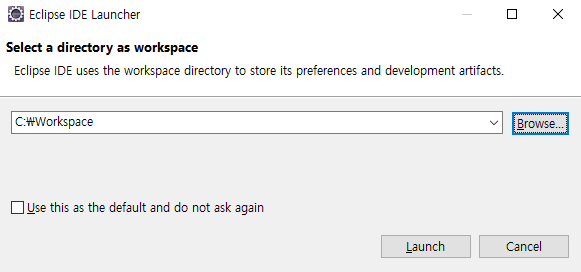 Eclipse IDE Launcher
Select a directory as workspace
Eclipse IDE uses the workspace directory to store its preferences and development artifacts.
C:₩Workspace
Browse...
Use this as the default and do not ask again
Launch
Cancel